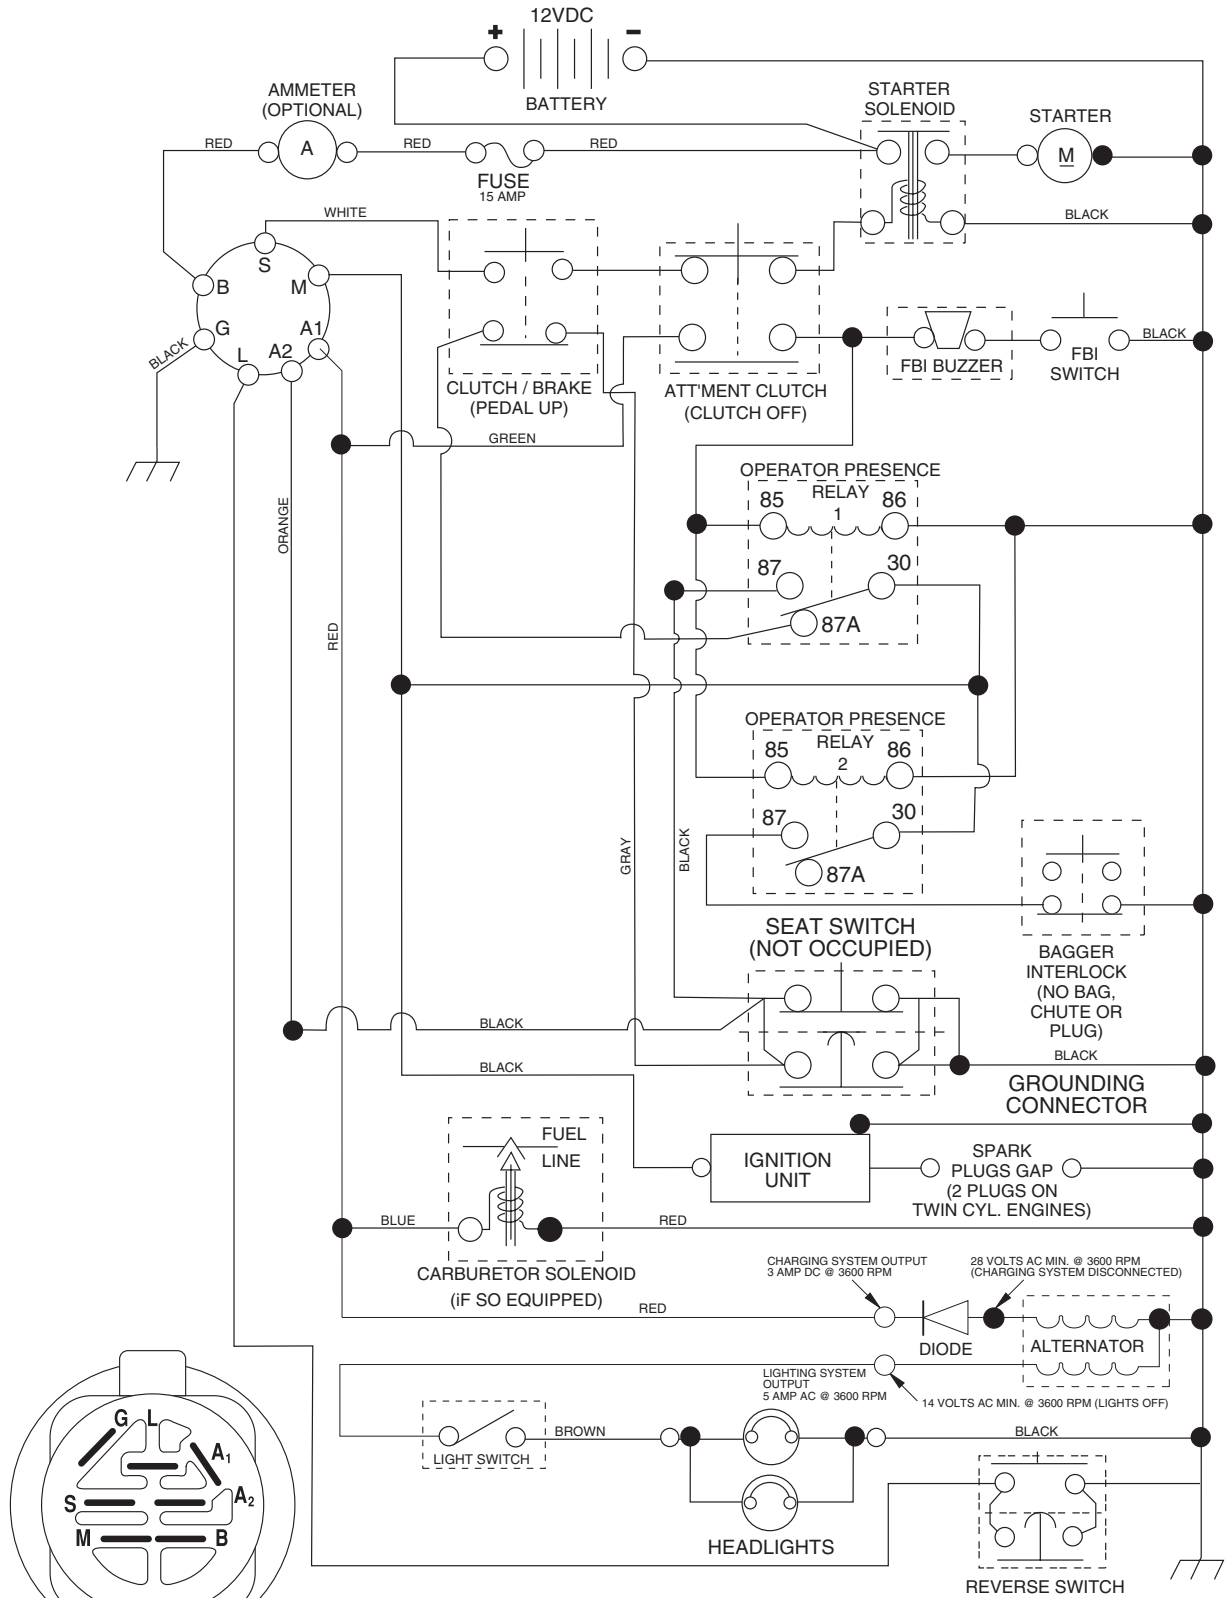 12VDC
+
−
BATTERY
AMMETER
(OPTIONAL)
STARTER
SOLENOID
STARTER
RED
A
RED
RED
M
FUSE
15 AMP
WHITE
BLACK
S
B
M
G
A1
L
A2
BLACK
CLUTCH / BRAKE
(PEDAL UP)
ATT'MENT CLUTCH
(CLUTCH OFF)
FBI BUZZER
FBI
SWITCH
BLACK
GREEN
OPERATOR PRESENCE
RELAY
1
85
86
87
30
87A
ORANGE
RED
OPERATOR PRESENCE
RELAY
2
85
86
87
30
87A
GRAY
BLACK
SEAT SWITCH
(NOT OCCUPIED)
BAGGER
INTERLOCK
(NO BAG,
CHUTE OR
PLUG)
BLACK
BLACK
BLACK
GROUNDING
CONNECTOR
FUEL
LINE
IGNITION
UNIT
SPARK
PLUGS GAP
(2 PLUGS ON
TWIN CYL. ENGINES)
BLUE
RED
CARBURETOR SOLENOID
(iF SO EQUIPPED)
CHARGING SYSTEM OUTPUT
3 AMP DC @ 3600 RPM
28 VOLTS AC MIN. @ 3600 RPM
(CHARGING SYSTEM DISCONNECTED)
RED
DIODE
ALTERNATOR
LIGHTING SYSTEM
OUTPUT
5 AMP AC @ 3600 RPM
14 VOLTS AC MIN. @ 3600 RPM (LIGHTS OFF)
LIGHT SWITCH
BROWN
BLACK
HEADLIGHTS
REVERSE SWITCH
G
L
A1
A2
S
M
B